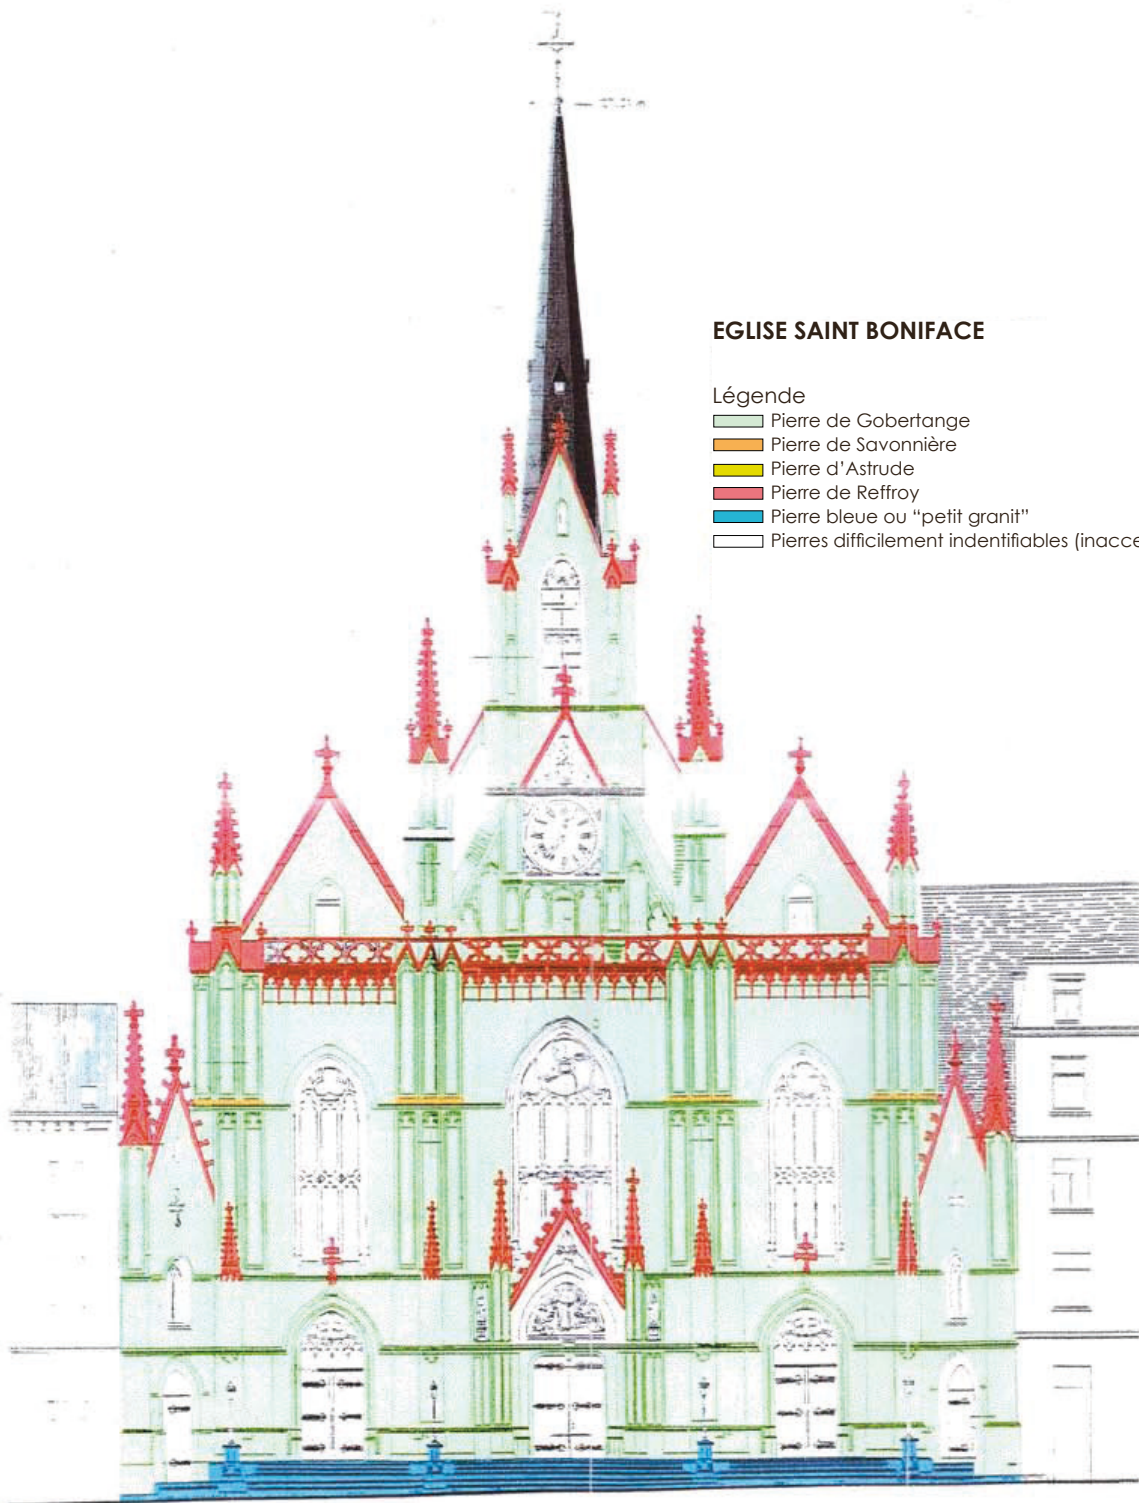 EGLISE SAINT BONIFACE
Légende
Pierre de Gobertange
Pierre de Savonnière
Pierre d'Astrude
Pierre de Reffroy
Pierre bleue ou “petit granit”
Pierres difficilement indentifiables (inacce